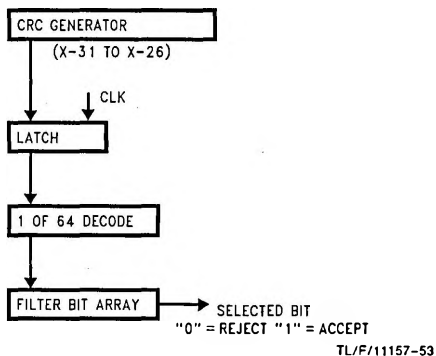 CRC GENERATOR
(X-31 TO X-26)
CLK
LATCH
1 OF 64 DECODE
FILTER BIT ARRAY
SELECTED BIT
"0" = REJECT "1" = ACCEPT
TL/F/11157-53